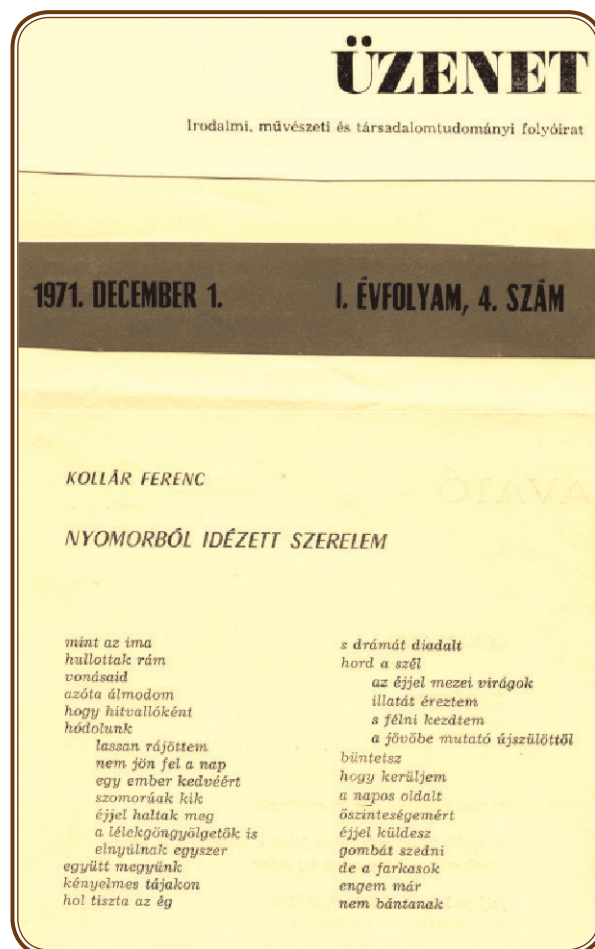 ÜZENET
Irodalmi, művészeti és társadalomtudományi folyóirat
1971. DECEMBER 1. I. ÉVFOLYAM, 4. SZÁM
KOLLÁR FERENC
NYOMORBÓL IDÉZETT SZERELEM
mint az ima
hullottak rám
vonásaid
azóta álmodom
hogy hitvallóként
hódolunk
lassan rájöttem
nem jön fel a nap
egy ember kedvéért
szomorúak kik
éjjel haltak meg
a lélekgöngyölgetők is
elnyúlnak egyszer
együtt megyünk
kényelmes tájakon
hol tiszta az ég
s drámát diadalt
hord a szél
az éjjel mezei virágok
illatát éreztem
s félni kezdtem
a jövőbe mutató újszülöttől
büntetsz
hogy kerüljem
a napos oldalt
őszinteségemért
éjjel küldesz
gombát szedni
de a farkasok
engem már
nem bántanak